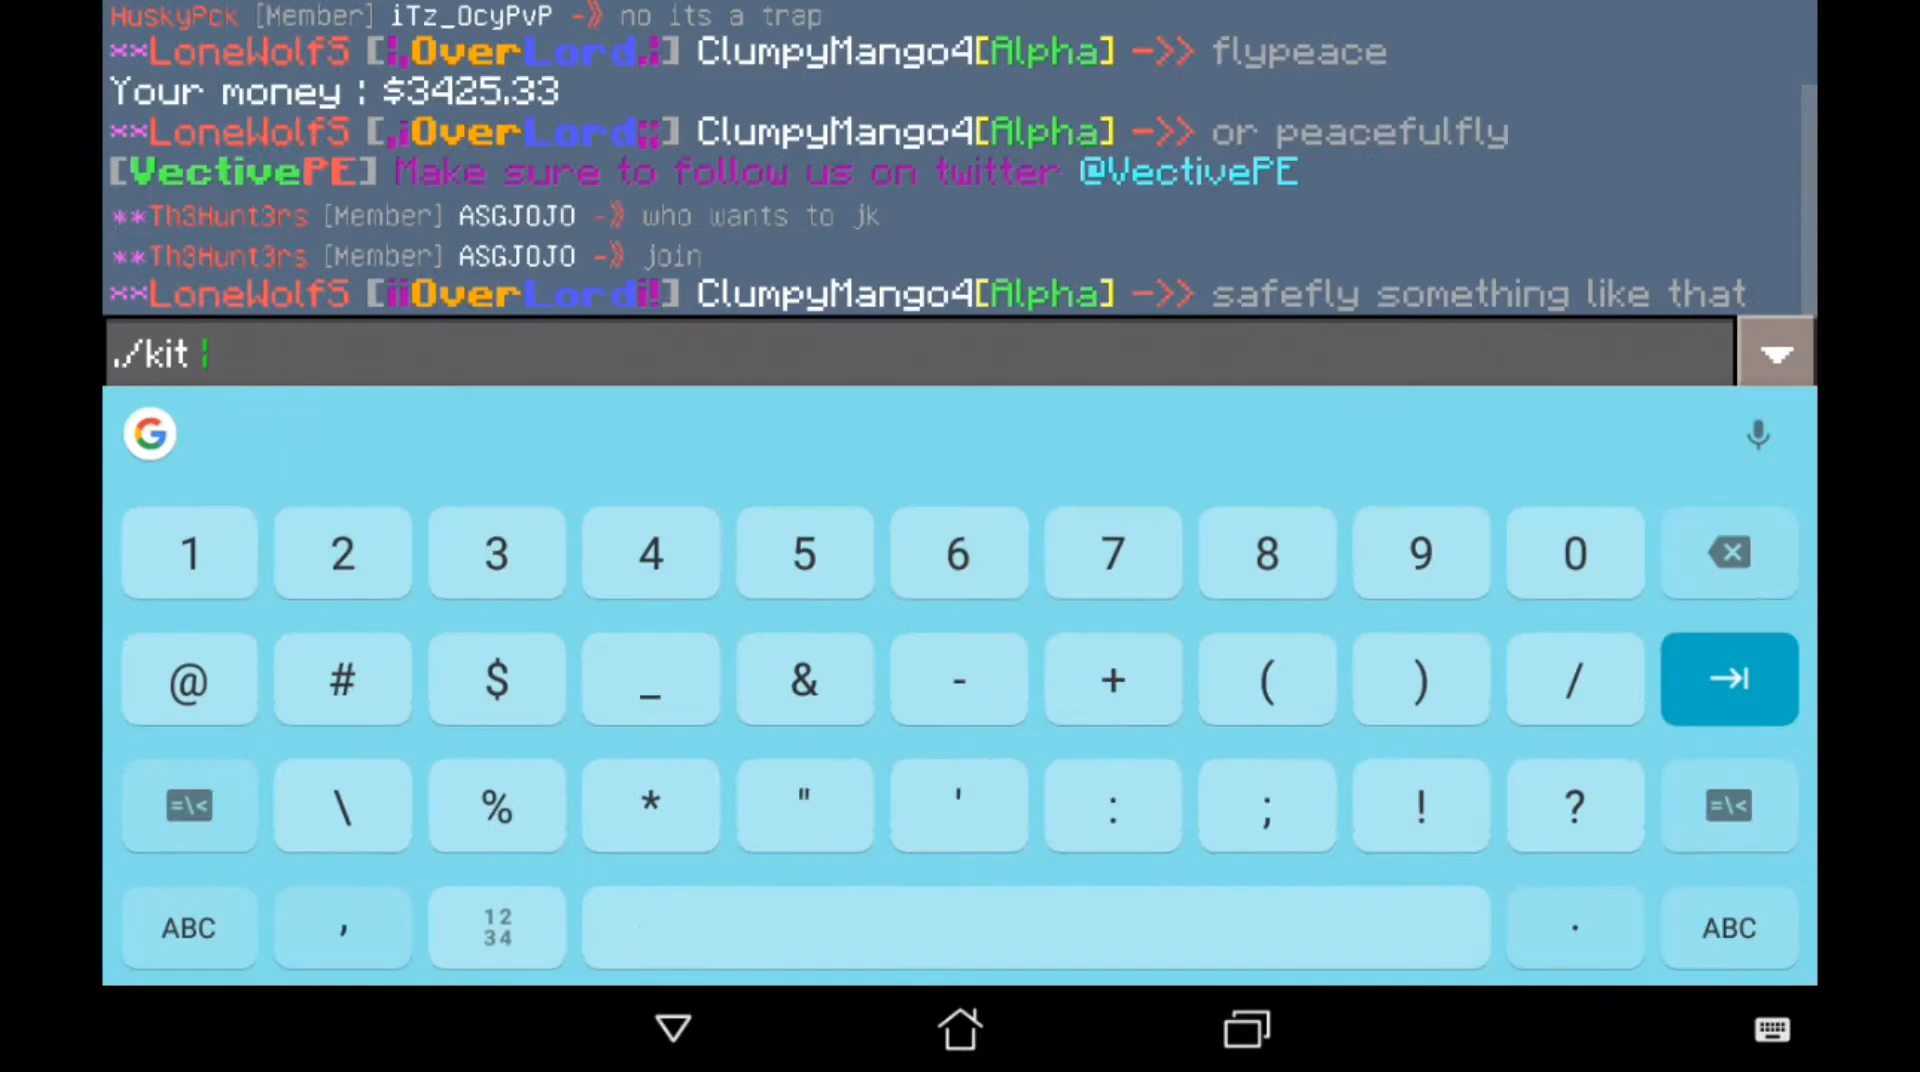 HuskyPck [Member] iTz_OcyPvP -》 no its a trap
**LoneWolf5 [¦,OverLord.¦] ClumpyMango4[Alpha] ->> flypeace
Your money : $3425.33
**LoneWolf5 [,¡OverLord::] ClumpyMango4[Alpha] ->> or peacefulfly
[VectivePE] Make sure to follow us on twitter @VectivePE
**Th3Hunt3rs [Member] ASGJOJO -》 who wants to jk
**Th3Hunt3rs [Member] ASGJOJO -》 join
**LoneWolf5 [¡¡OverLord¡!] ClumpyMango4[Alpha] ->> safefly something like that
./kit
G
1 2 3 4 5 6 7 8 9 0
@ # $ _ & - + ( ) /
=\< \ % * " ' : ; ! ? =\<
ABC , 12 34 . ABC